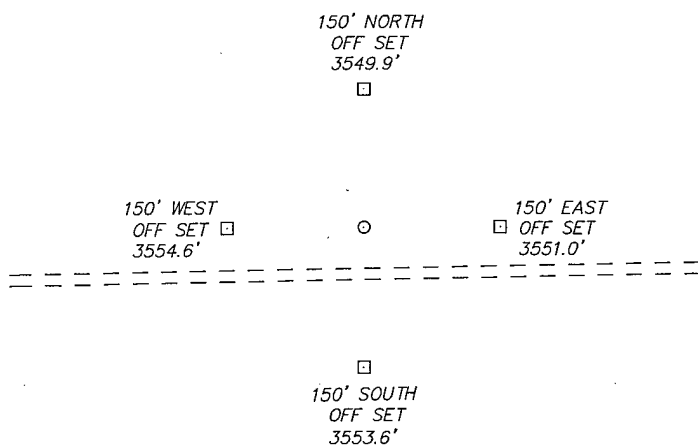 150' NORTH
OFF SET
3549.9'
150' WEST
OFF SET
3554.6'
150' EAST
OFF SET
3551.0'
150' SOUTH
OFF SET
3553.6'